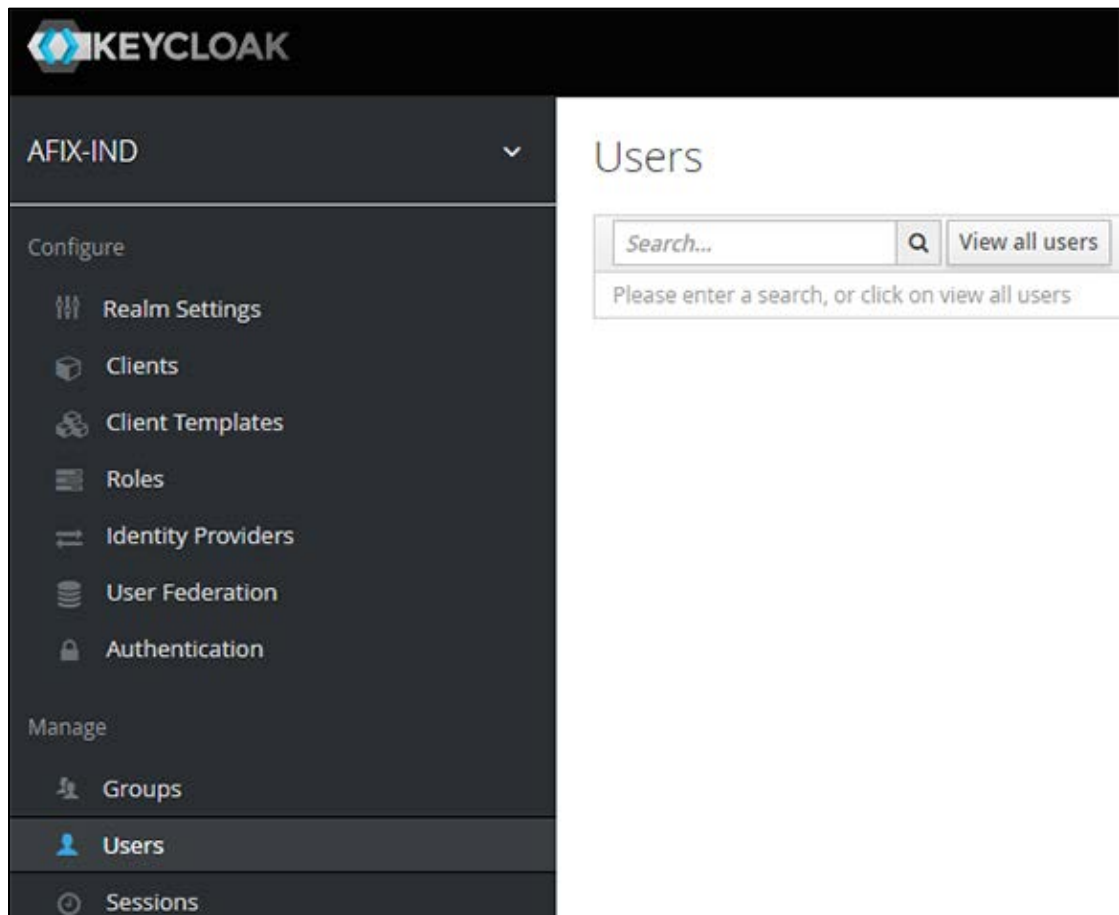 KEYCLOAK
AFIX-IND
Configure
Realm Settings
Clients
Client Templates
Roles
Identity Providers
User Federation
Authentication
Manage
Groups
Users
Sessions
Users
Search...
View all users
Please enter a search, or click on view all users